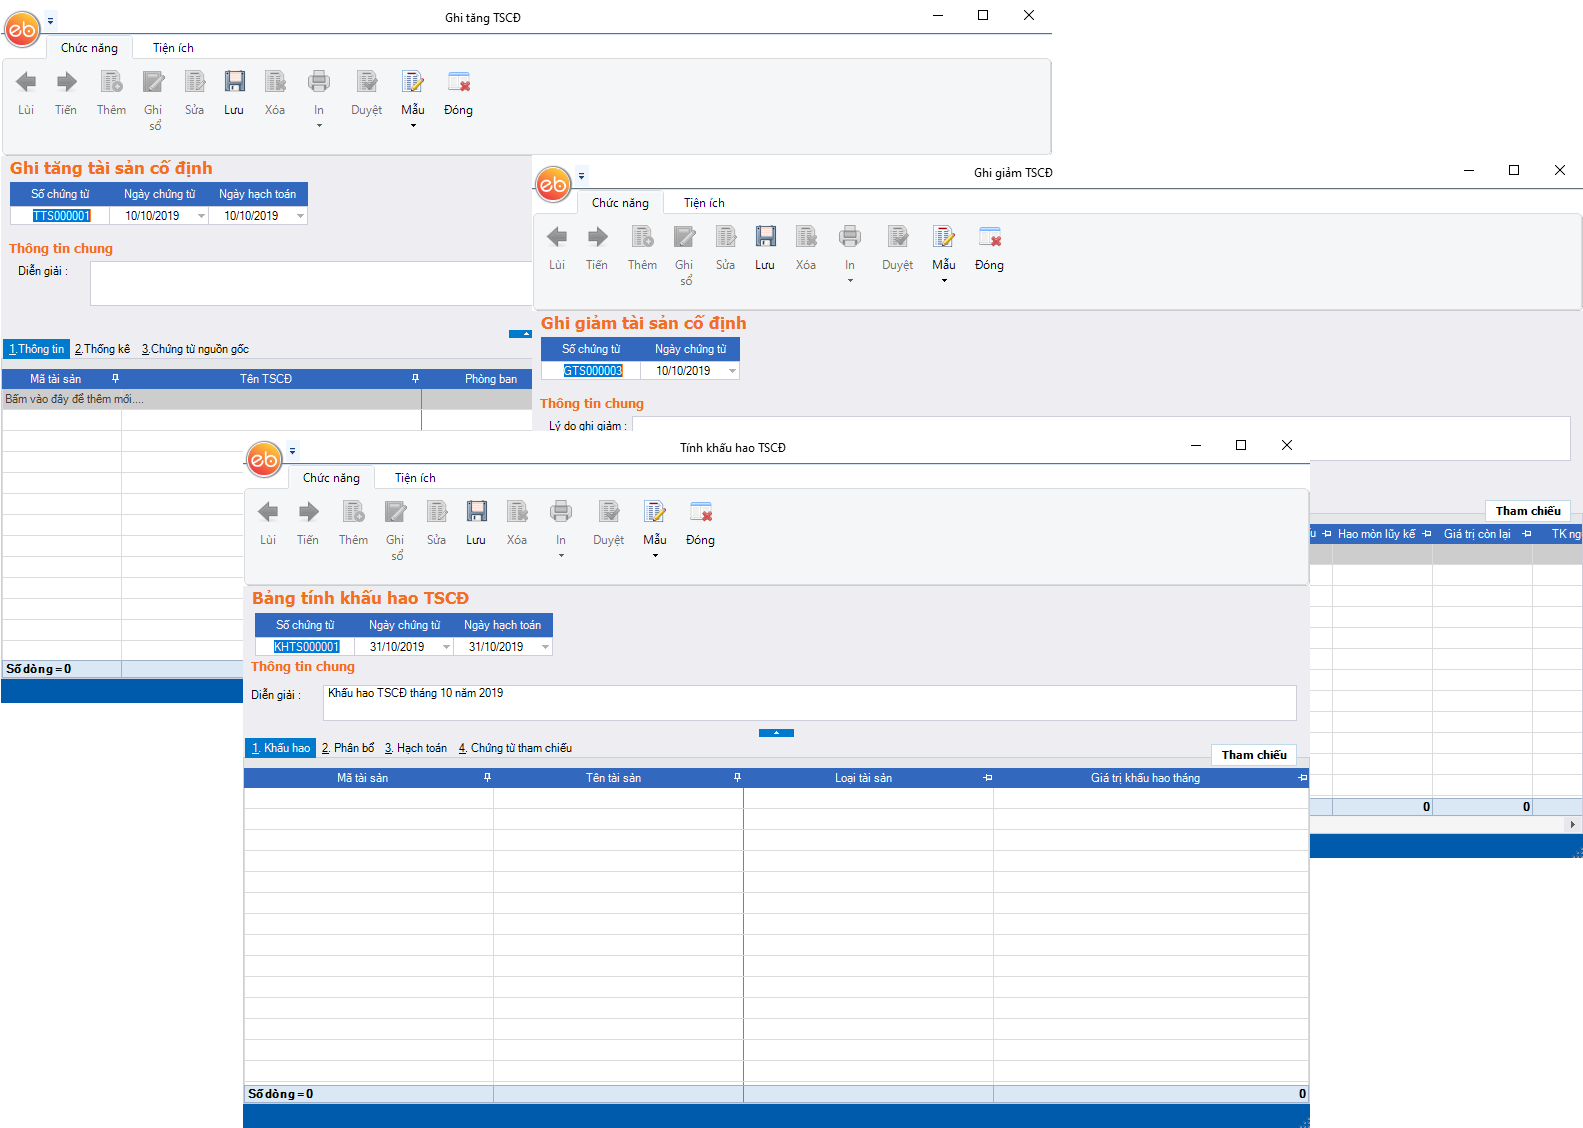 Ghi tăng TSCĐ
eb
Chức năng Tiện ích
Lùi Tiến Thêm Ghi sổ Sửa Lưu Xóa In Duyệt Mẫu Đóng
Ghi tăng tài sản cố định
Số chứng từ Ngày chứng từ Ngày hạch toán
TTS000001 10/10/2019 10/10/2019
Thông tin chung
Diễn giải :
1.Thông tin 2.Thống kê 3.Chứng từ nguồn gốc
Mã tài sản Tên TSCĐ Phòng ban
Bấm vào đây để thêm mới....
Số dòng = 0
Ghi giảm TSCĐ
eb
Chức năng Tiện ích
Lùi Tiến Thêm Ghi sổ Sửa Lưu Xóa In Duyệt Mẫu Đóng
Ghi giảm tài sản cố định
Số chứng từ Ngày chứng từ
GTS000003 10/10/2019
Thông tin chung
Lý do ghi giảm :
Tham chiếu
u Hao mòn lũy kế Giá trị còn lại TK ng
0 0
Tính khấu hao TSCĐ
eb
Chức năng Tiện ích
Lùi Tiến Thêm Ghi sổ Sửa Lưu Xóa In Duyệt Mẫu Đóng
Bảng tính khấu hao TSCĐ
Số chứng từ Ngày chứng từ Ngày hạch toán
KHTS000001 31/10/2019 31/10/2019
Thông tin chung
Diễn giải : Khấu hao TSCĐ tháng 10 năm 2019
1. Khấu hao 2. Phân bổ 3. Hạch toán 4. Chứng từ tham chiếu
Tham chiếu
Mã tài sản Tên tài sản Loại tài sản Giá trị khấu hao tháng
Số dòng = 0 0